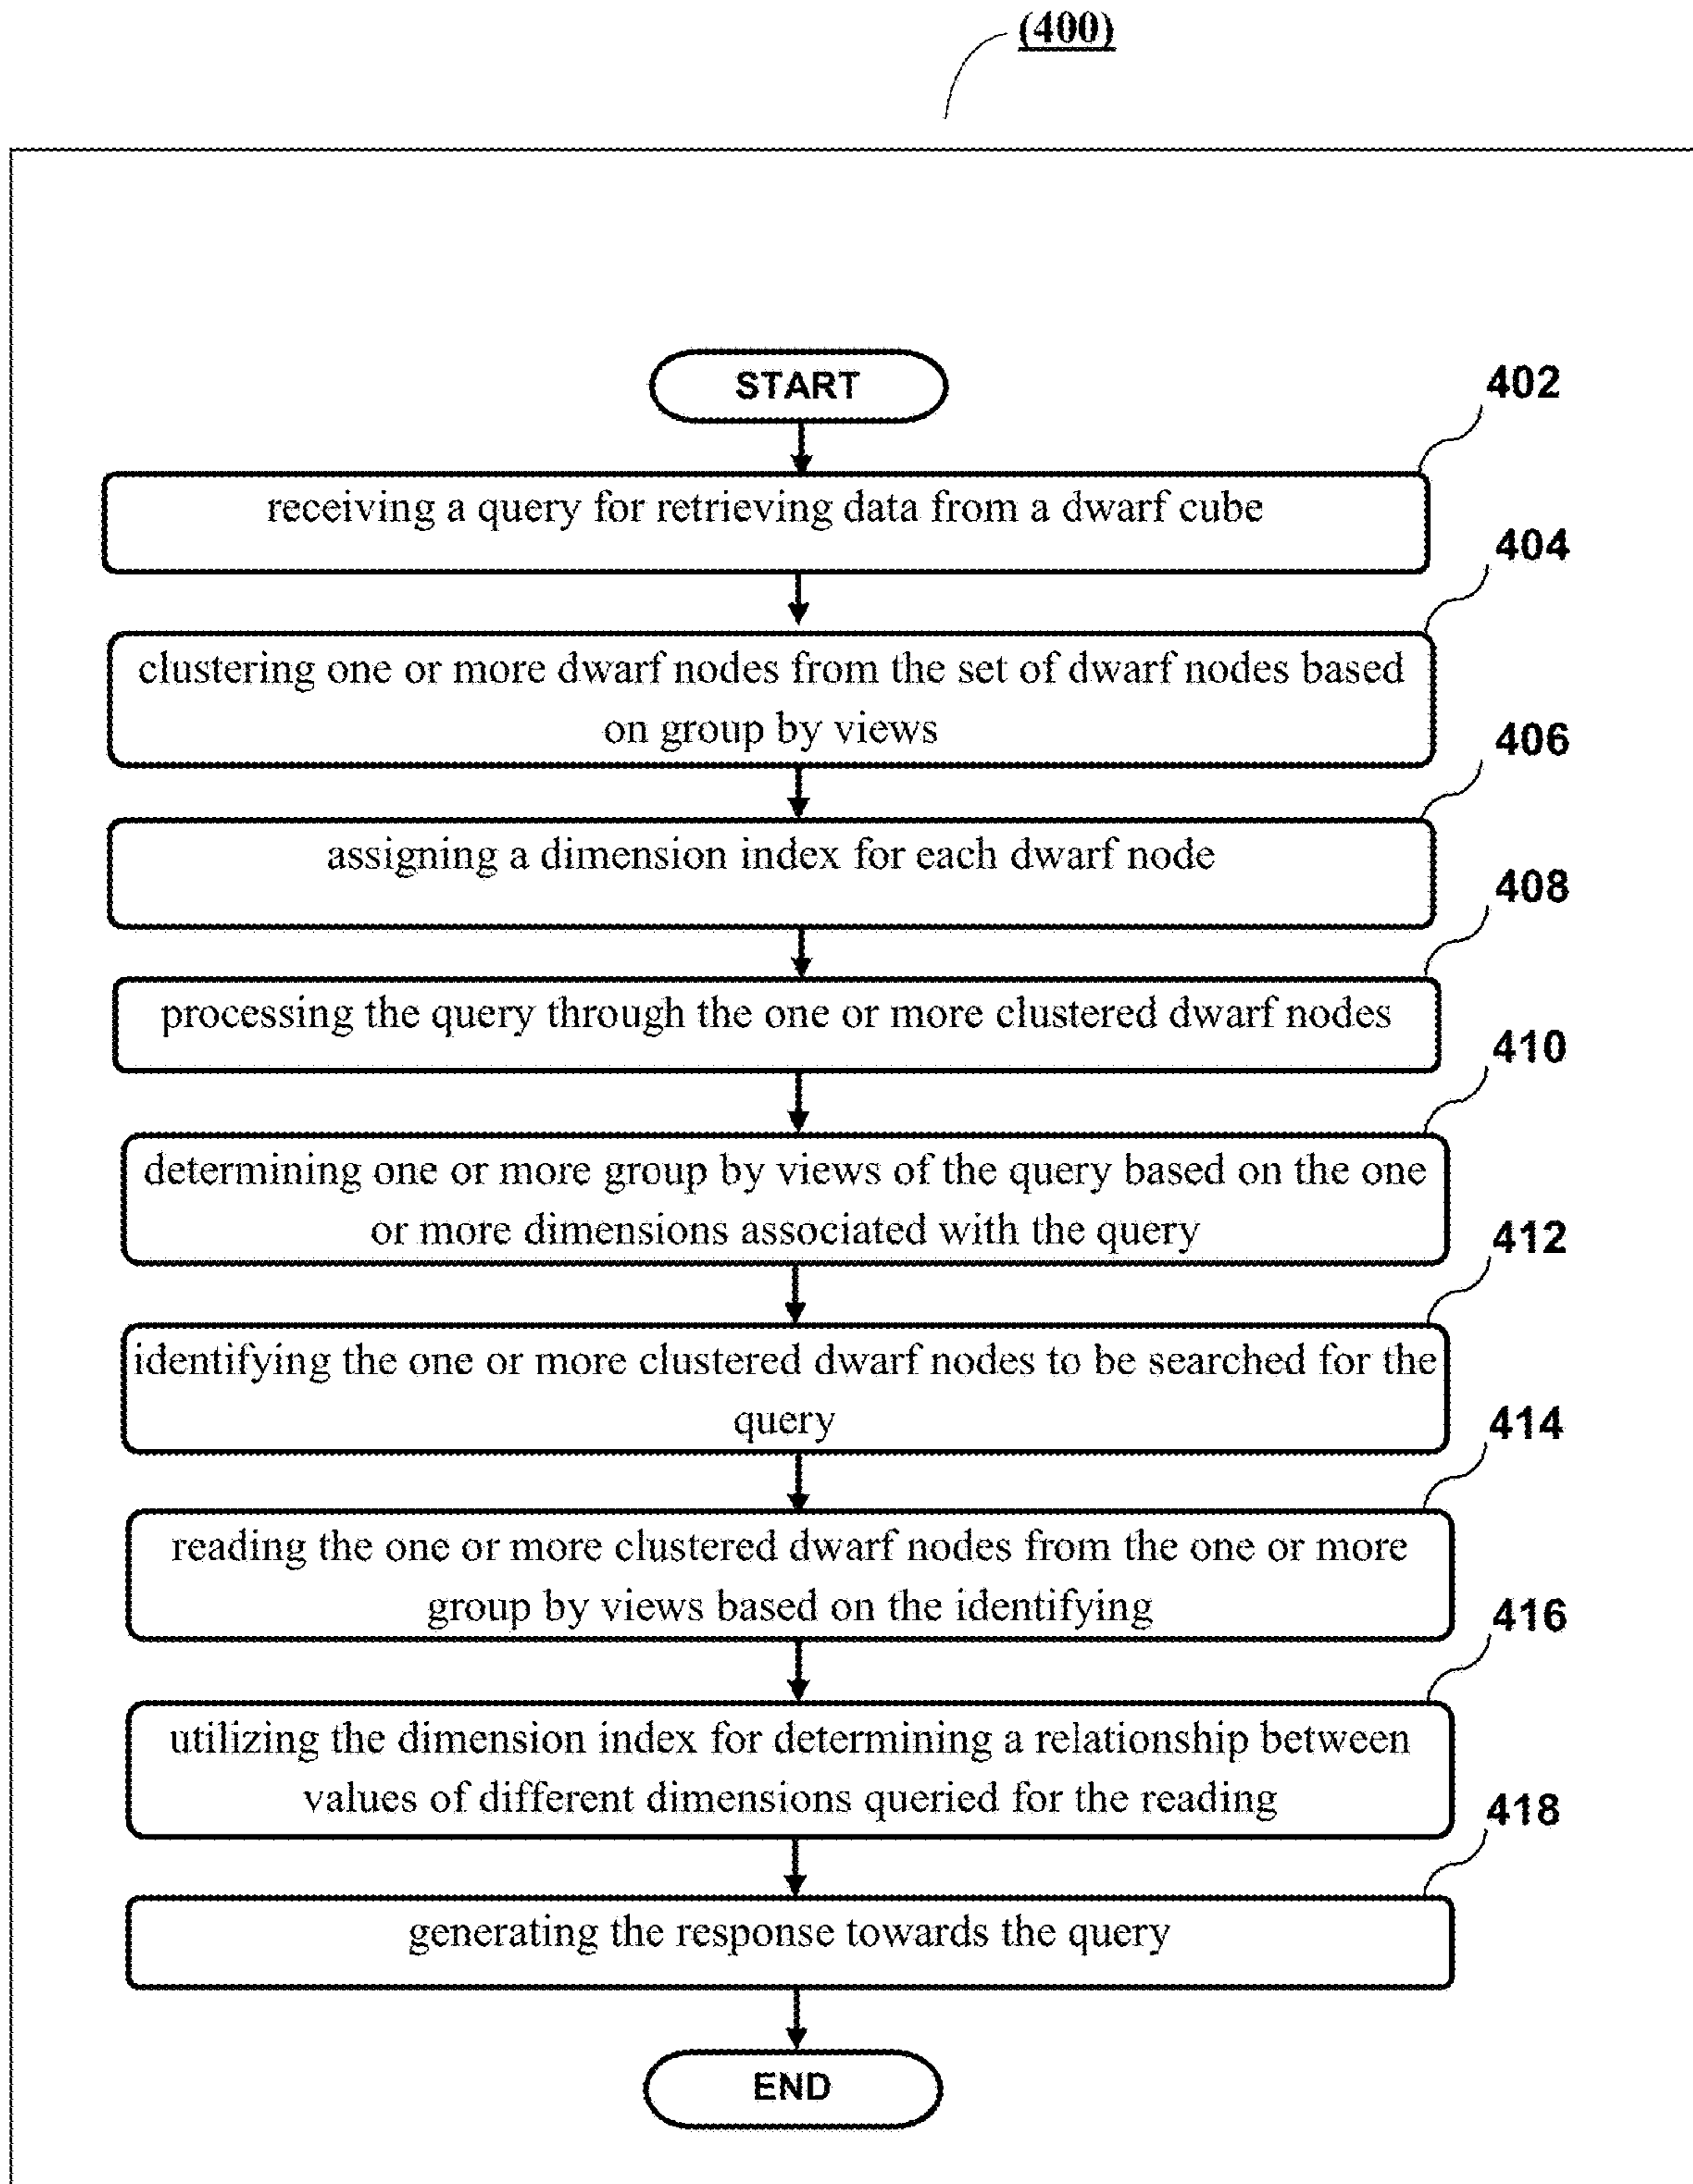 (400)
START
402
receiving a query for retrieving data from a dwarf cube
404
clustering one or more dwarf nodes from the set of dwarf nodes based
on group by views
406
assigning a dimension index for each dwarf node
408
processing the query through the one or more clustered dwarf nodes
410
determining one or more group by views of the query based on the one
or more dimensions associated with the query
412
identifying the one or more clustered dwarf nodes to be searched for the
query
414
reading the one or more clustered dwarf nodes from the one or more
group by views based on the identifying
416
utilizing the dimension index for determining a relationship between
values of different dimensions queried for the reading
418
generating the response towards the query
END